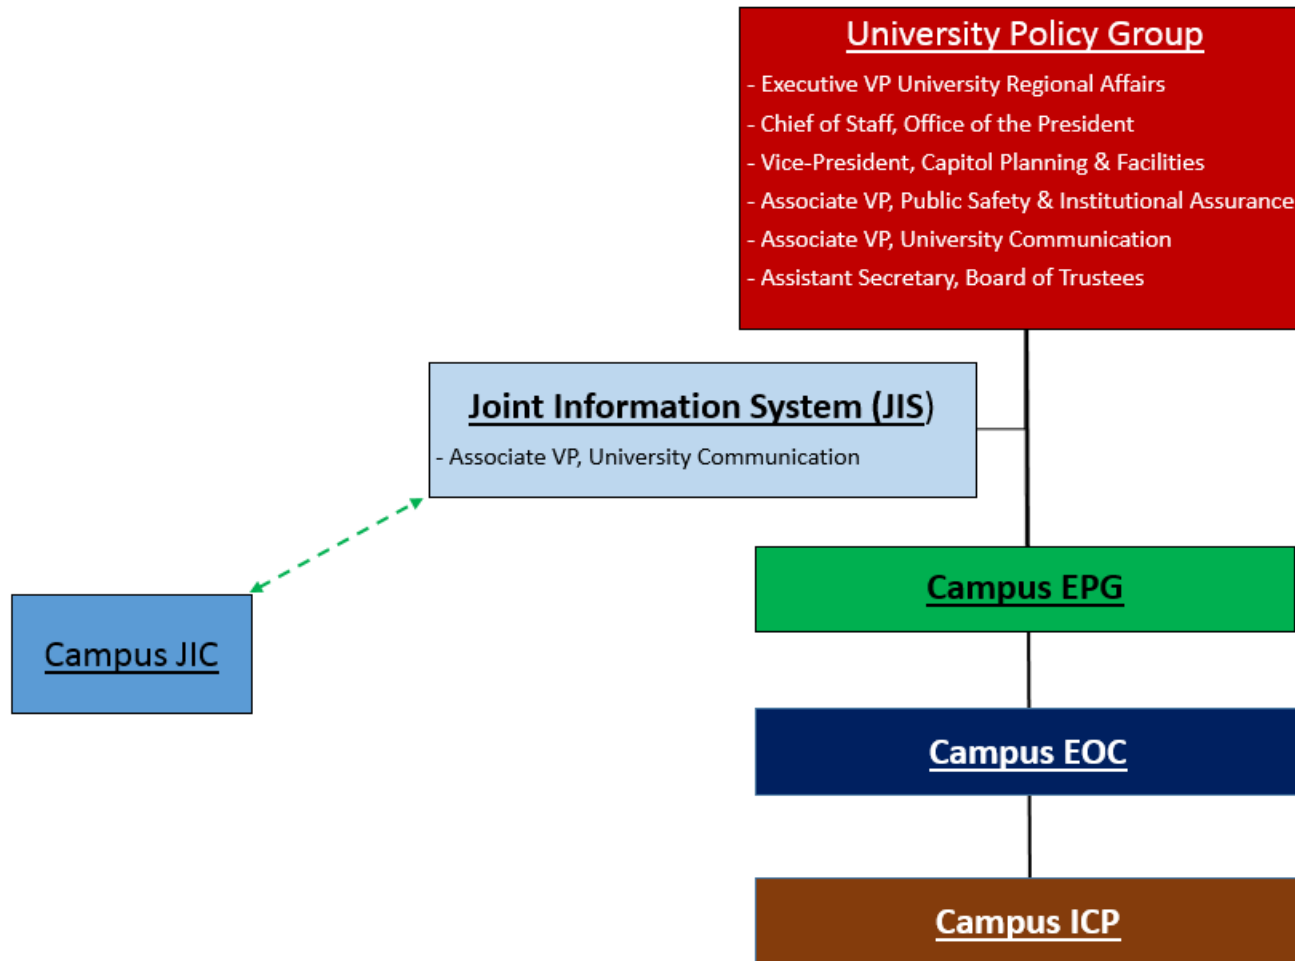 University Policy Group
- Executive VP University Regional Affairs
- Chief of Staff, Office of the President
- Vice-President, Capitol Planning & Facilities
- Associate VP, Public Safety & Institutional Assurance
- Associate VP, University Communication
- Assistant Secretary, Board of Trustees
Joint Information System (JIS)
- Associate VP, University Communication
Campus EPG
Campus JIC
Campus EOC
Campus ICP